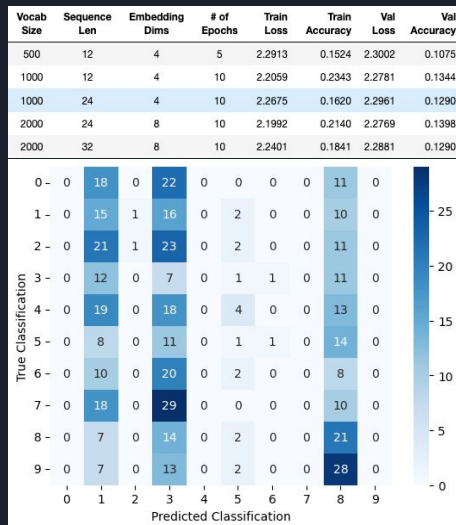 Vocab Size Sequence Len Embedding Dims # of Epochs Train Loss Train Accuracy Val Loss Val Accuracy
500 12 4 5 2.2913 0.1524 2.3002 0.1075
1000 12 4 10 2.2059 0.2343 2.2781 0.1344
1000 24 4 10 2.2675 0.1620 2.2961 0.1290
2000 24 8 10 2.1992 0.2140 2.2769 0.1398
2000 32 8 10 2.2401 0.1841 2.2881 0.1290
True Classification
0 0 18 0 22 0 0 0 0 11 0
1 0 15 1 16 0 2 0 0 10 0
2 0 21 1 23 0 2 0 0 11 0
3 0 12 0 7 0 1 1 0 11 0
4 0 19 0 18 0 4 0 0 13 0
5 0 8 0 11 0 1 1 0 14 0
6 0 10 0 20 0 2 0 0 8 0
7 0 18 0 29 0 0 0 0 10 0
8 0 7 0 14 0 2 0 0 21 0
9 0 7 0 13 0 2 0 0 28 0
0 1 2 3 4 5 6 7 8 9
Predicted Classification
25
20
15
10
5
0